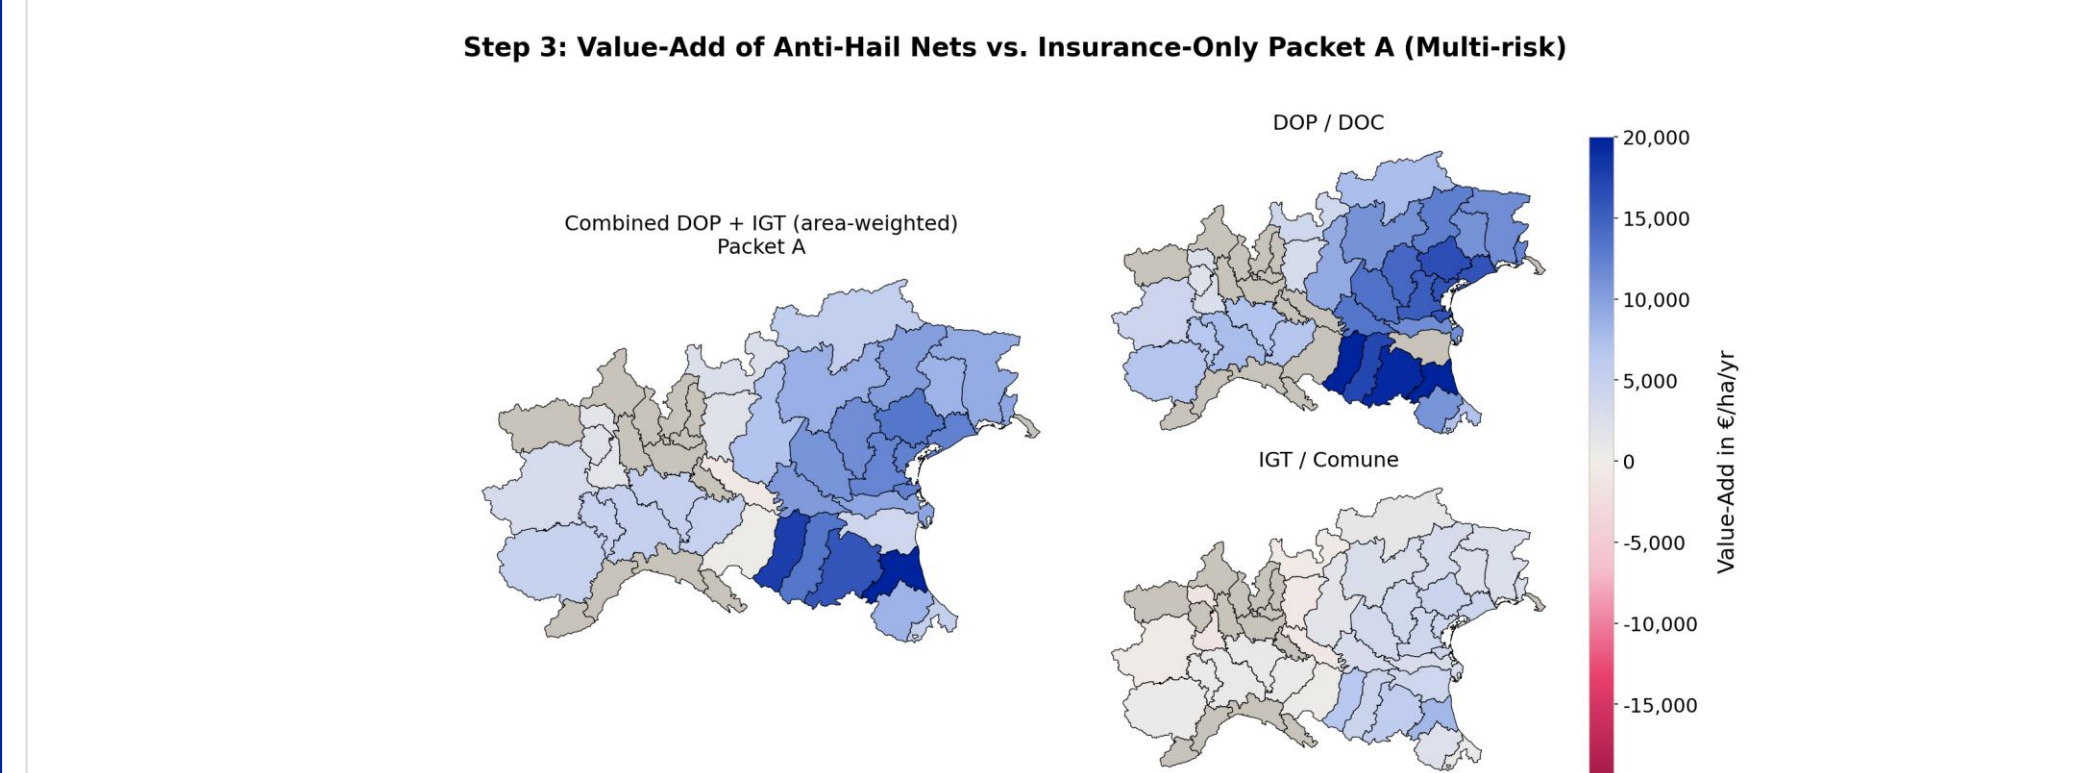 Step 3: Value-Add of Anti-Hail Nets vs. Insurance-Only Packet A (Multi-risk)
Combined DOP + IGT (area-weighted)
Packet A
DOP / DOC
IGT / Comune
20,000
15,000
10,000
5,000
0
-5,000
-10,000
-15,000
Value-Add in €/ha/yr